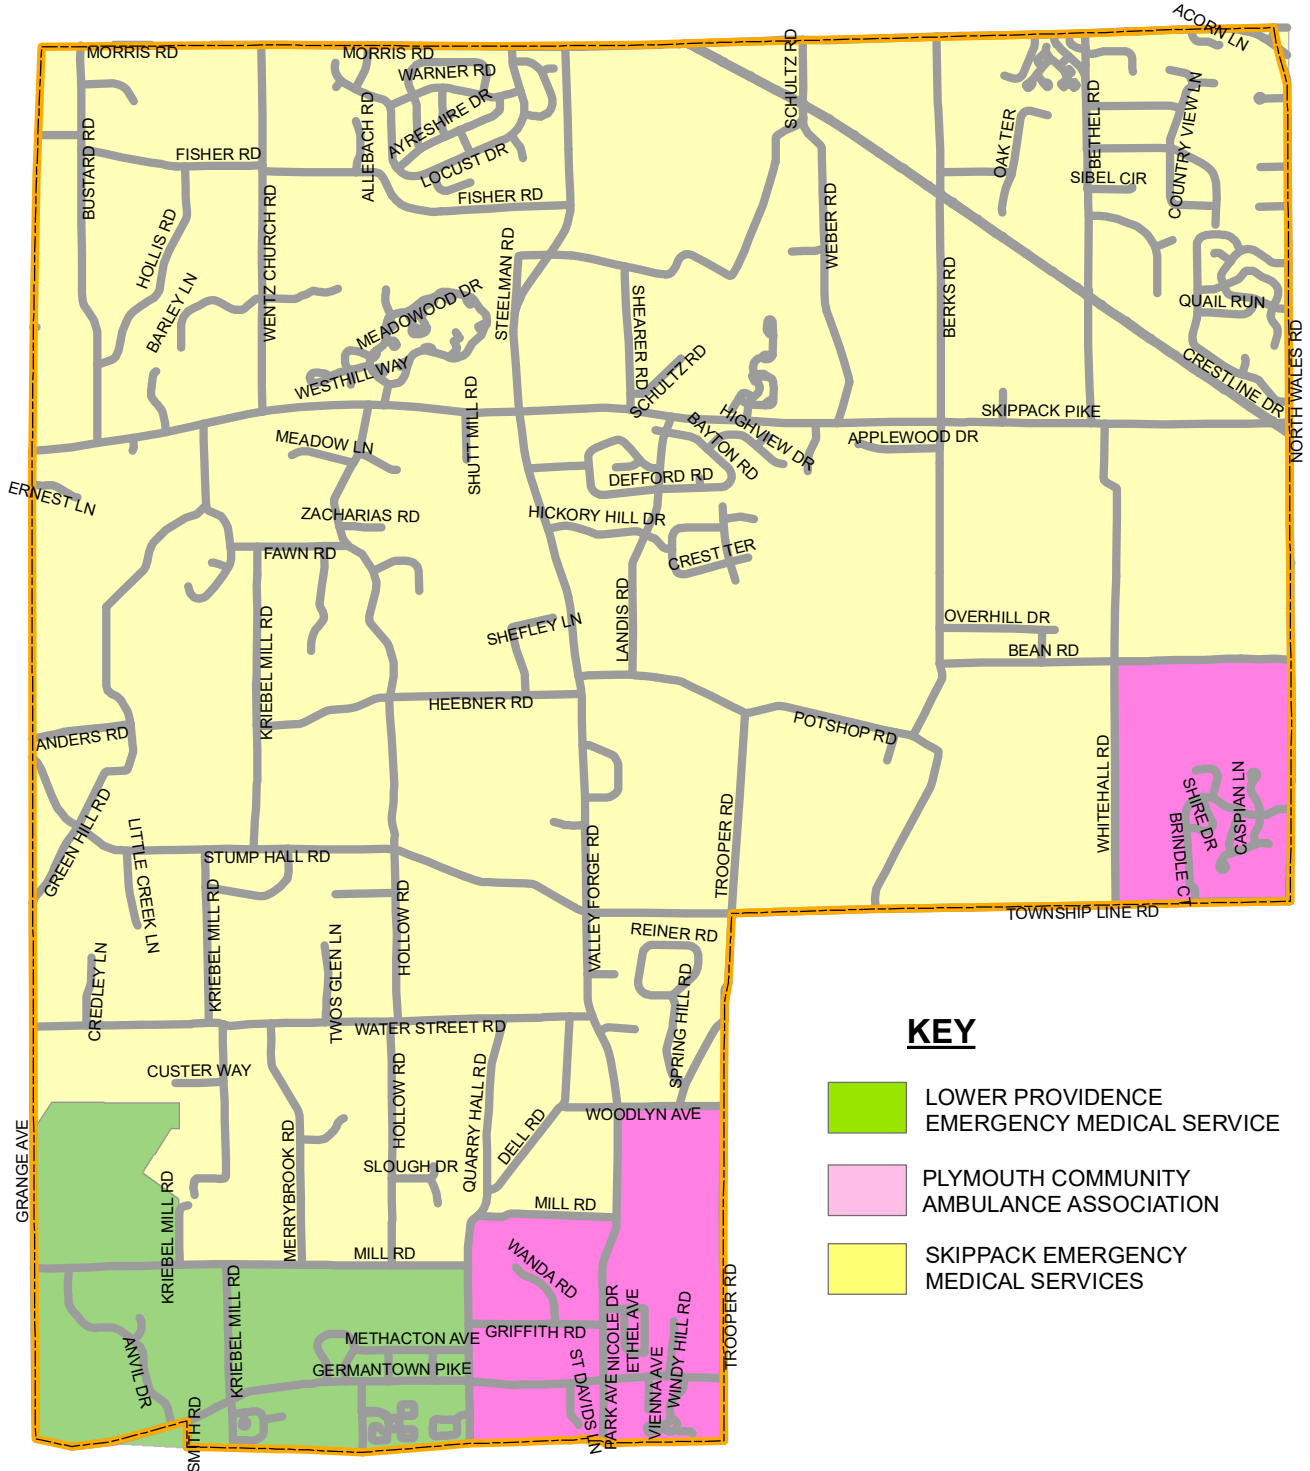 ACORN LN
MORRIS RD
MORRIS RD
WARNER RD
SCHULTZ RD
AYRESHIRE DR
ALLEBACH RD
BUSTARD RD
FISHER RD
LOCUST DR
FISHER RD
OAK TER
BETHEL RD
COUNTRY VIEW LN
SIBEL CIR
HOLLIS RD
WENTZ CHURCH RD
WEBER RD
BARLEY LN
STEELMAN RD
BERKS RD
MEADOWOOD DR
SHEARER RD
QUAIL RUN
NORTH WALES RD
WESTHILL WAY
SCHULTZ RD
CRESTLINE DR
SHUTT MILL RD
SKIPPACK PIKE
HIGHVIEW DR
BAYTON RD
APPLEWOOD DR
MEADOW LN
DEFFORD RD
ERNEST LN
ZACHARIAS RD
HICKORY HILL DR
FAWN RD
CREST TER
LANDIS RD
OVERHILL DR
SHEFLEY LN
BEAN RD
KRIEBEL MILL RD
HEEBNER RD
ANDERS RD
POTSHOP RD
WHITEHALL RD
GREEN HILL RD
LITTLE CREEK LN
STUMP HALL RD
VALLEY FORGE RD
TROOPER RD
SHIRE DR
CASPIAN LN
BRINDLE CT
TOWNSHIP LINE RD
KRIEBEL MILL RD
HOLLOW RD
REINER RD
CREDLEY LN
TWOS GLEN LN
SPRING HILL RD
WATER STREET RD
KEY
CUSTER WAY
HOLLOW RD
QUARRY HALL RD
LOWER PROVIDENCE
EMERGENCY MEDICAL SERVICE
WOODLYN AVE
DELL RD
GRANGE AVE
MERRYBROOK RD
SLOUGH DR
KRIEBEL MILL RD
PLYMOUTH COMMUNITY
AMBULANCE ASSOCIATION
MILL RD
MILL RD
SKIPPACK EMERGENCY
MEDICAL SERVICES
WANDA RD
KRIEBEL MILL RD
NICOLE DR
ETHEL AVE
WINDY HILL RD
TROOPER RD
METHACTON AVE
GRIFFITH RD
ANVIL DR
GERMANTOWN PIKE
ST DAVIDS LN
PARK AVE
VIENNA AVE
SMITH RD